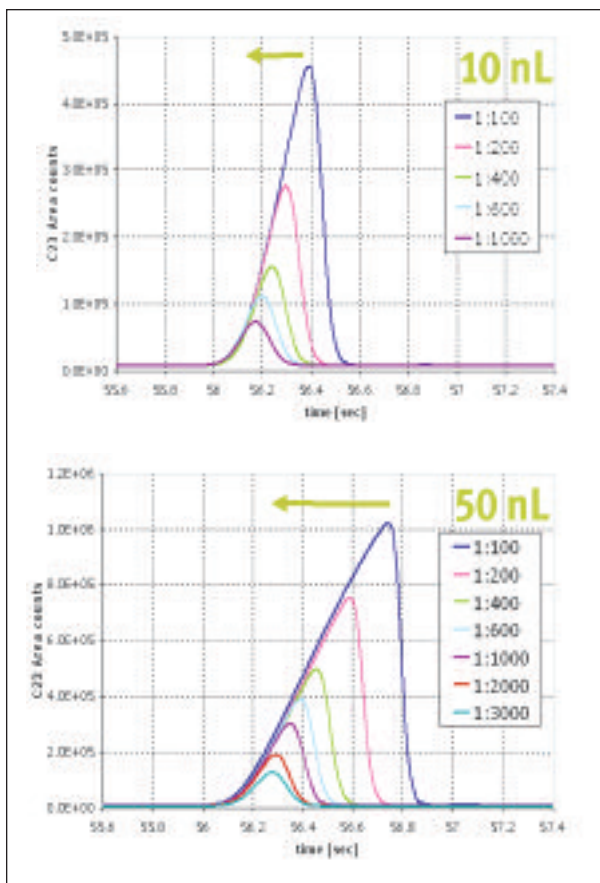 5.0E+05
10 nL
1:100
4.0E+05
1:200
3.0E+05
1:400
1:600
2.0E+05
1:1000
1.0E+05
0.0E+00
C23 Area counts
55.6 55.8 56 56.2 56.4 56.6 56.8 57 57.2 57.4
time [sec]
1.2E+06
50 nL
1.0E+06
1:100
8.0E+05
1:200
1:400
6.0E+05
1:600
4.0E+05
1:1000
1:2000
2.0E+05
1:3000
0.0E+00
C23 Area counts
55.6 55.8 56 56.2 56.4 56.6 56.8 57 57.2 57.4
time [sec]